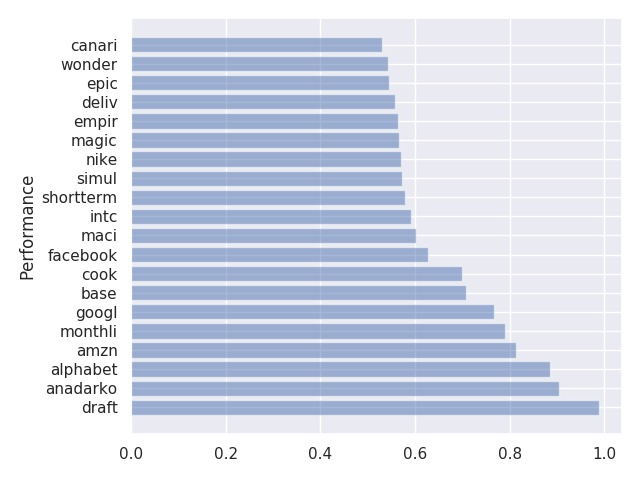 canari
wonder
epic
deliv
empir
magic
nike
simul
shortterm
intc
maci
facebook
cook
base
googl
monthli
amzn
alphabet
anadarko
draft
Performance
0.0 0.2 0.4 0.6 0.8 1.0